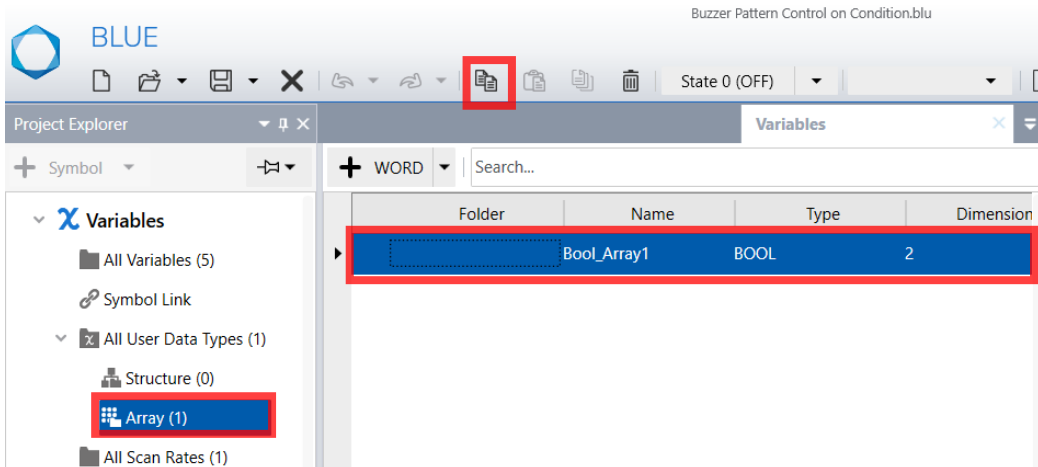 Buzzer Pattern Control on Condition.blu
BLUE
State 0 (OFF)
Project Explorer
Variables
Symbol
WORD
Search...
Variables
Folder Name Type Dimension
All Variables (5)
Bool_Array1 BOOL 2
Symbol Link
All User Data Types (1)
Structure (0)
Array (1)
All Scan Rates (1)